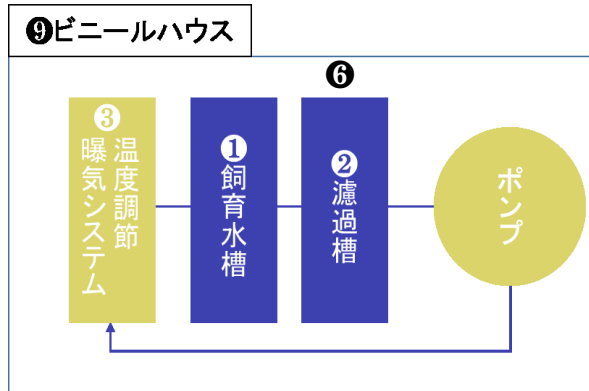 ❾ビニールハウス
❻
❸
温度調節
曝気システム
❶飼育水槽
❷濾過槽
ポンプ